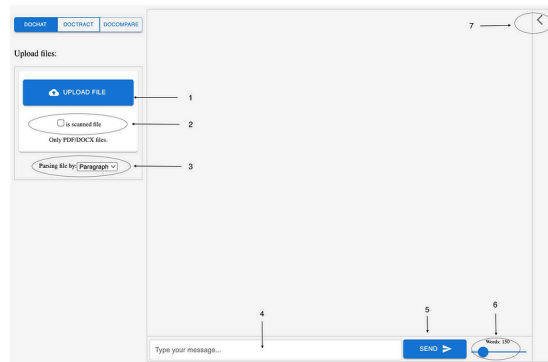 DOCHAT DOCTRACT DOCOMPARE
7
Upload files:
UPLOAD FILE
1
is scanned file
2
Only PDF/DOCX files.
Parsing file by: Paragraph
3
4
5
6
Type your message...
SEND
Words: 150